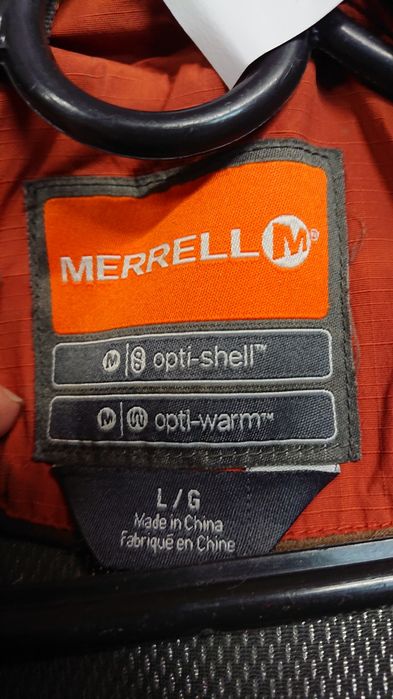 MERRELL M®
M opti-shell™
M opti-warm™
L/G
Made in China
Fabriqué en Chine